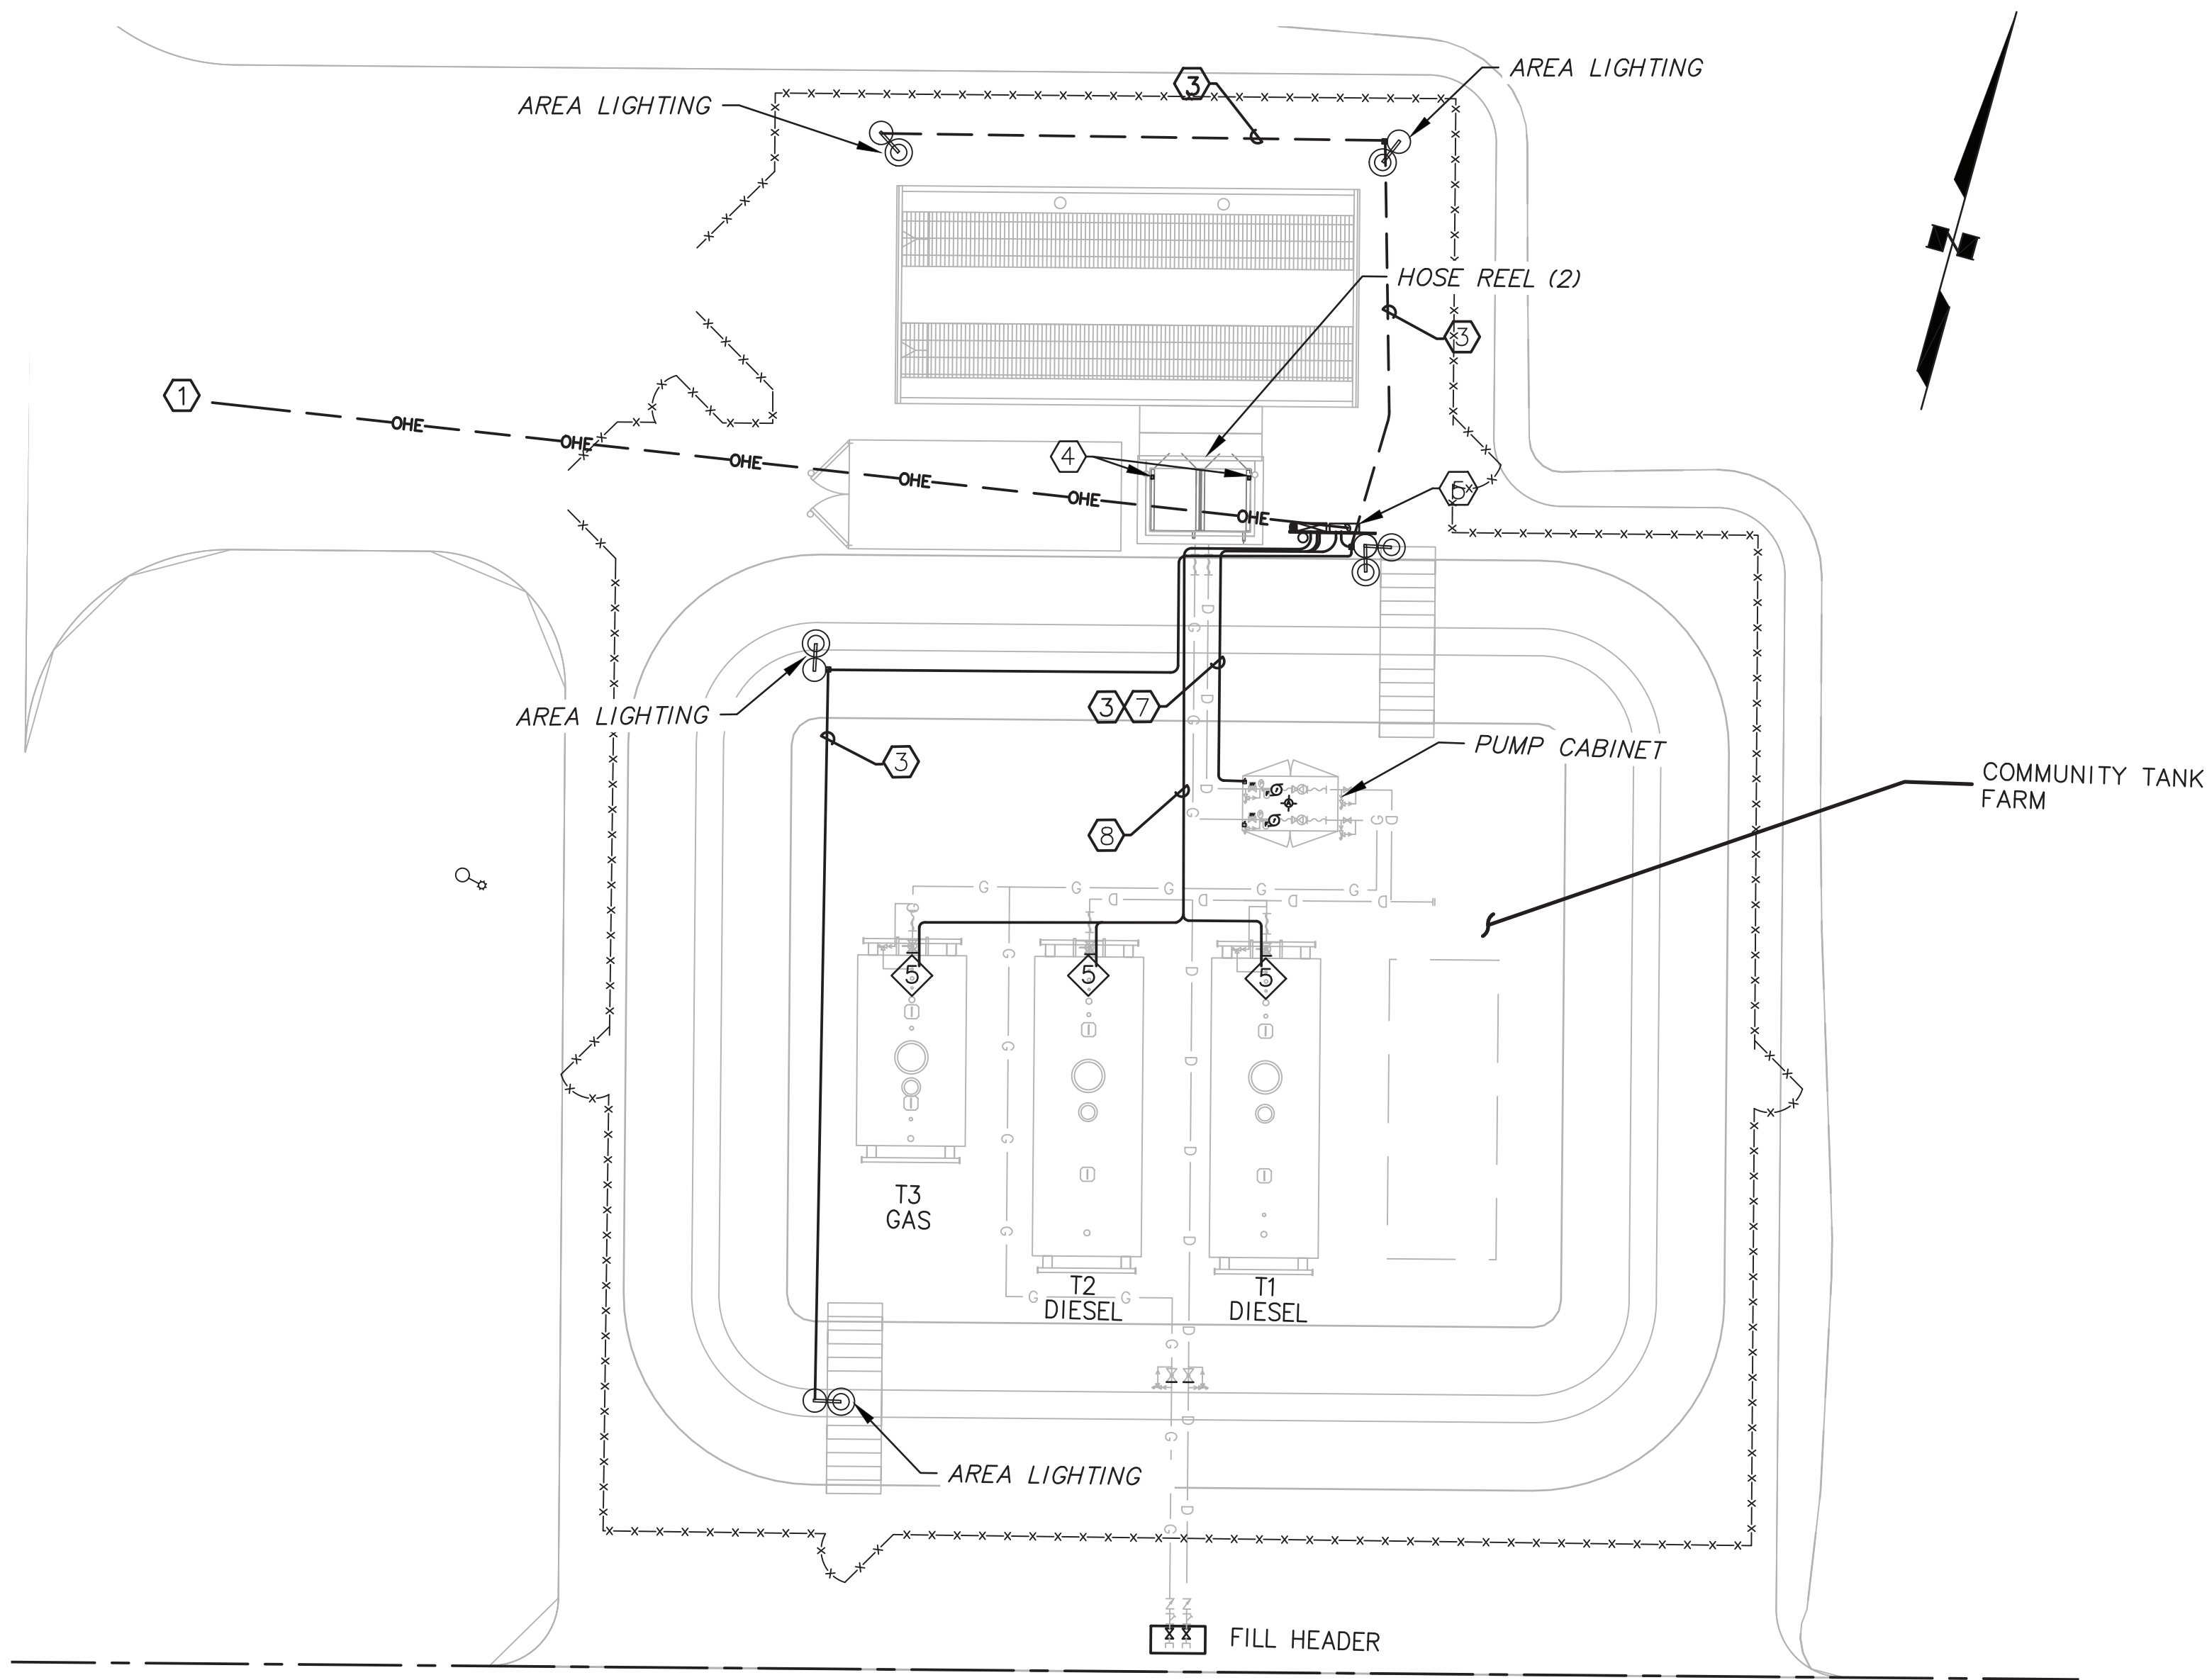 3
AREA LIGHTING
AREA LIGHTING
N
HOSE REEL (2)
3
1
OHE
OHE
OHE
OHE
OHE
OHE
4
D
G
3
7
D
G
AREA LIGHTING
PUMP CABINET
3
COMMUNITY TANK
FARM
D
G
G
D
8
G
G
G
G
G
D
D
D
D
G
5
5
5
G
D
G
D
G
D
T3
GAS
G
D
T2
DIESEL
T1
DIESEL
G
G
G
D
G
D
AREA LIGHTING
G
D
FILL HEADER